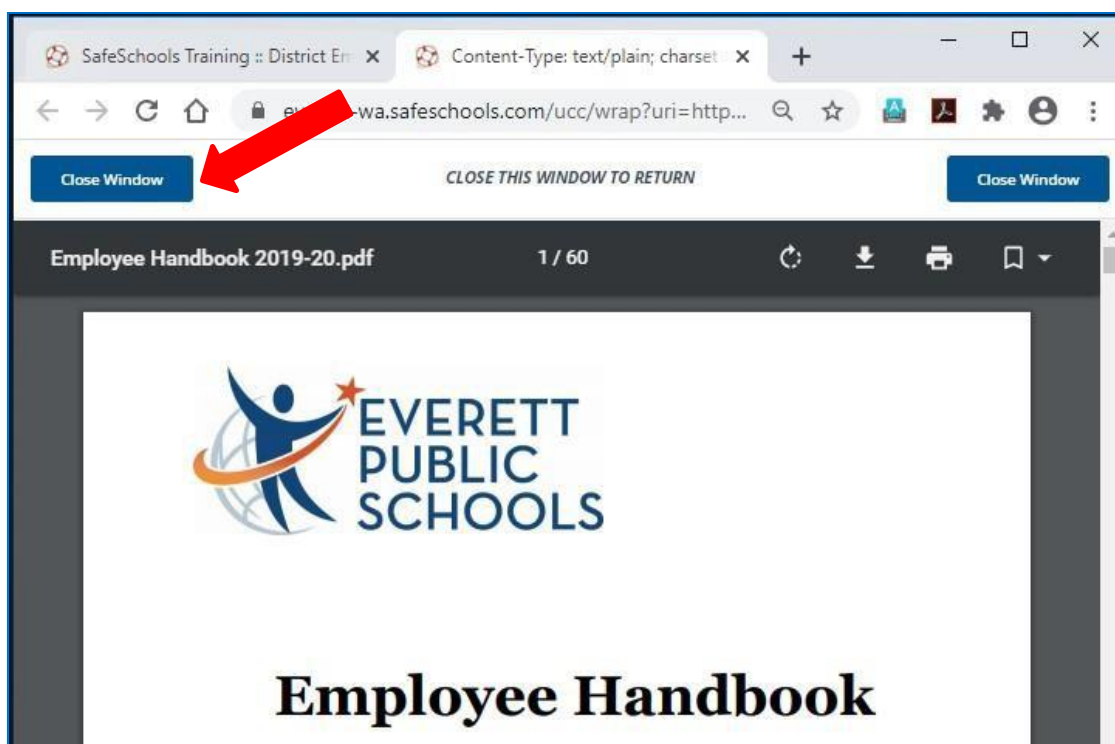 SafeSchools Training :: District Em
Content-Type: text/plain; charset
-wa.safeschools.com/ucc/wrap?uri=http...
Close Window
CLOSE THIS WINDOW TO RETURN
Close Window
Employee Handbook 2019-20.pdf
1 / 60
EVERETT
PUBLIC
SCHOOLS
Employee Handbook